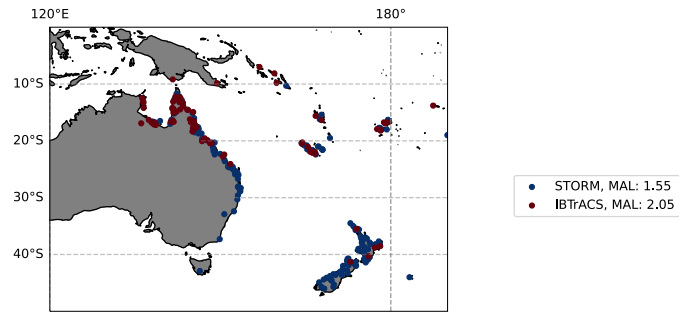 120°E 180°
10°S
20°S
30°S
40°S
STORM, MAL: 1.55
IBTrACS, MAL: 2.05